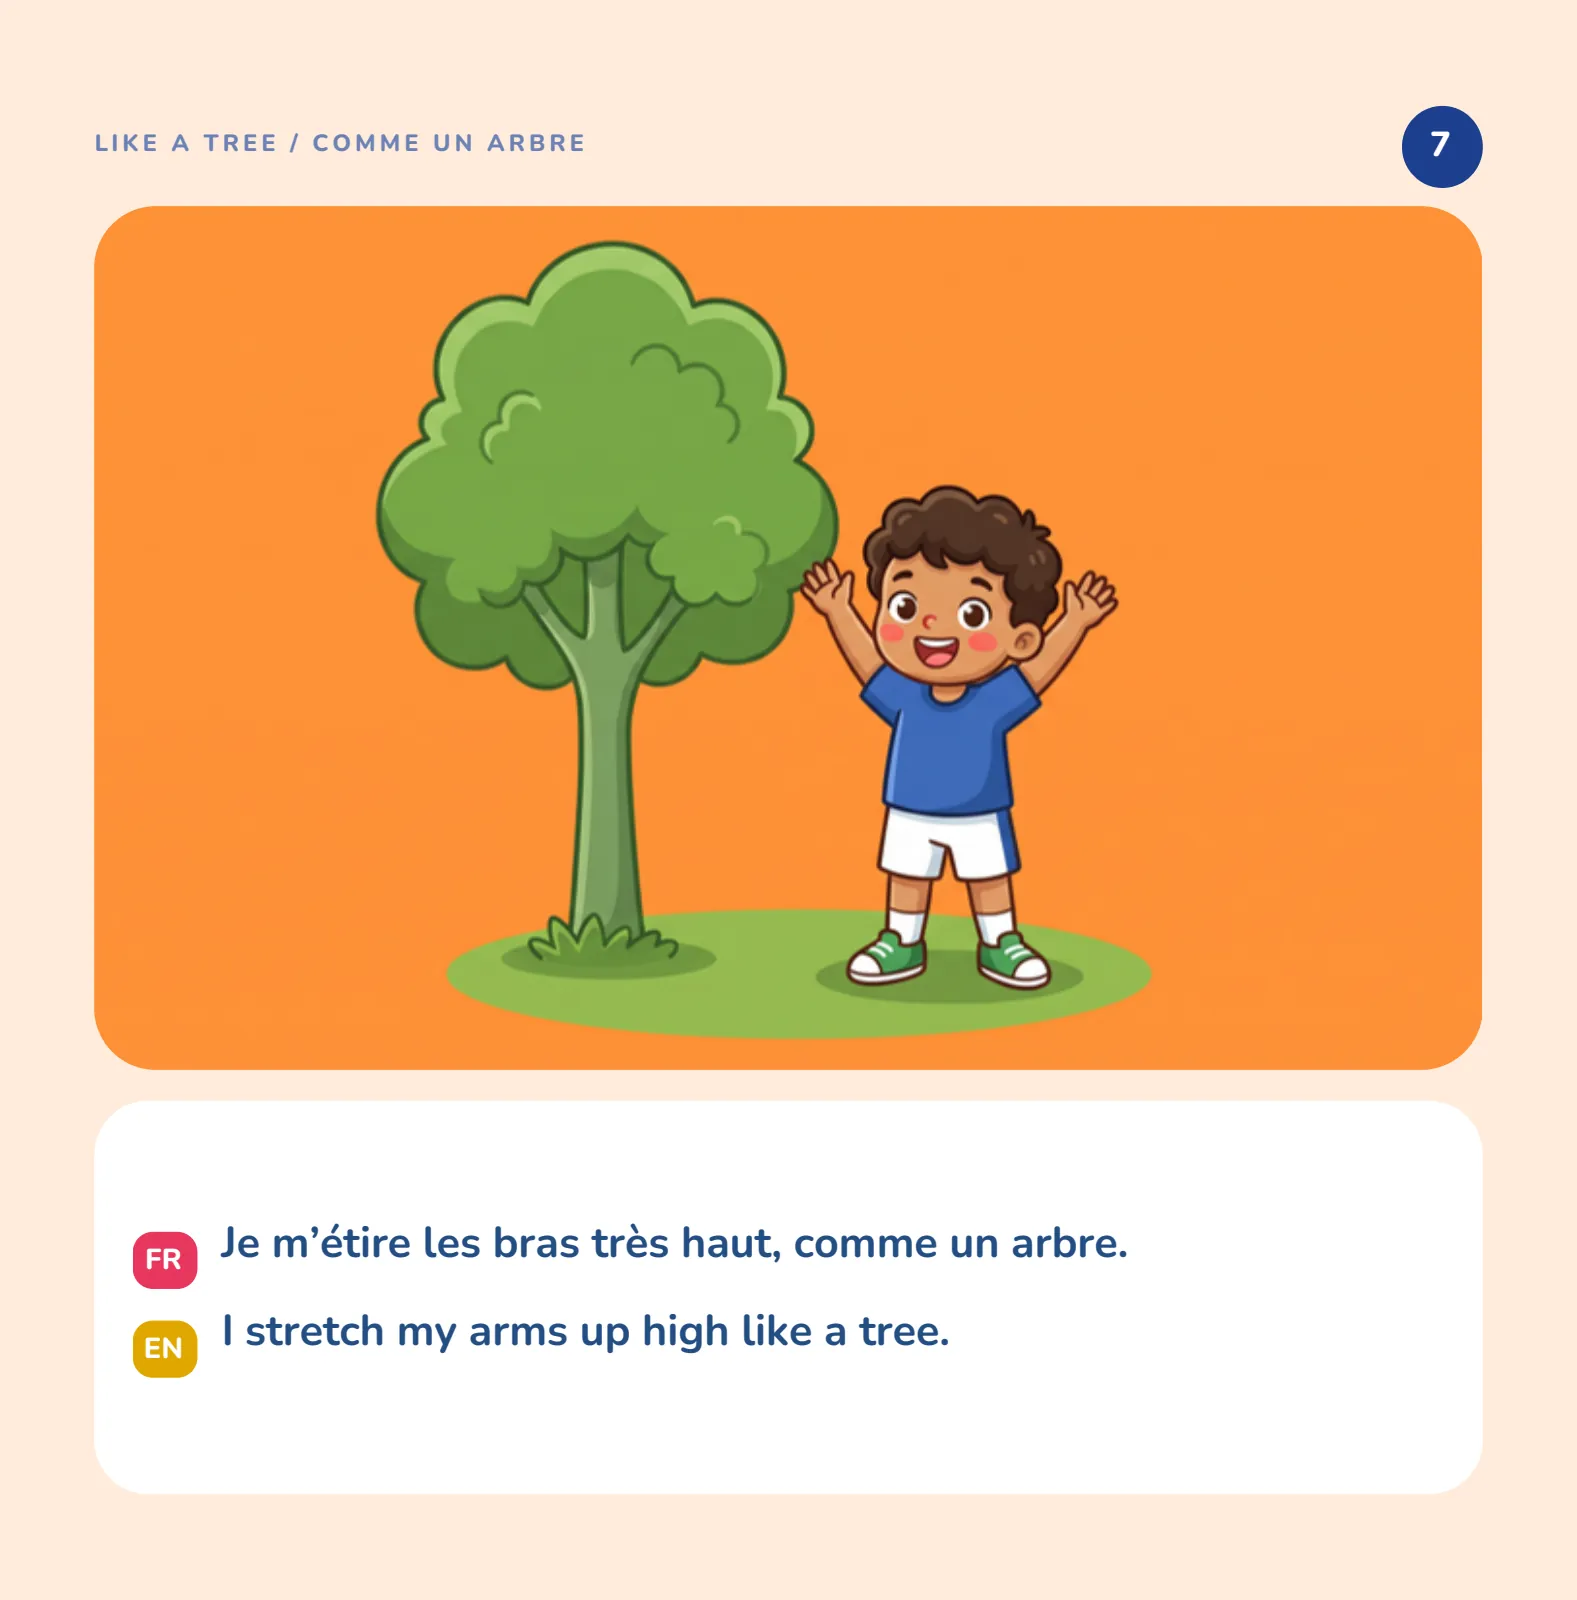 LIKE A TREE / COMME UN ARBRE
7
FR Je m’étire les bras très haut, comme un arbre.
EN I stretch my arms up high like a tree.